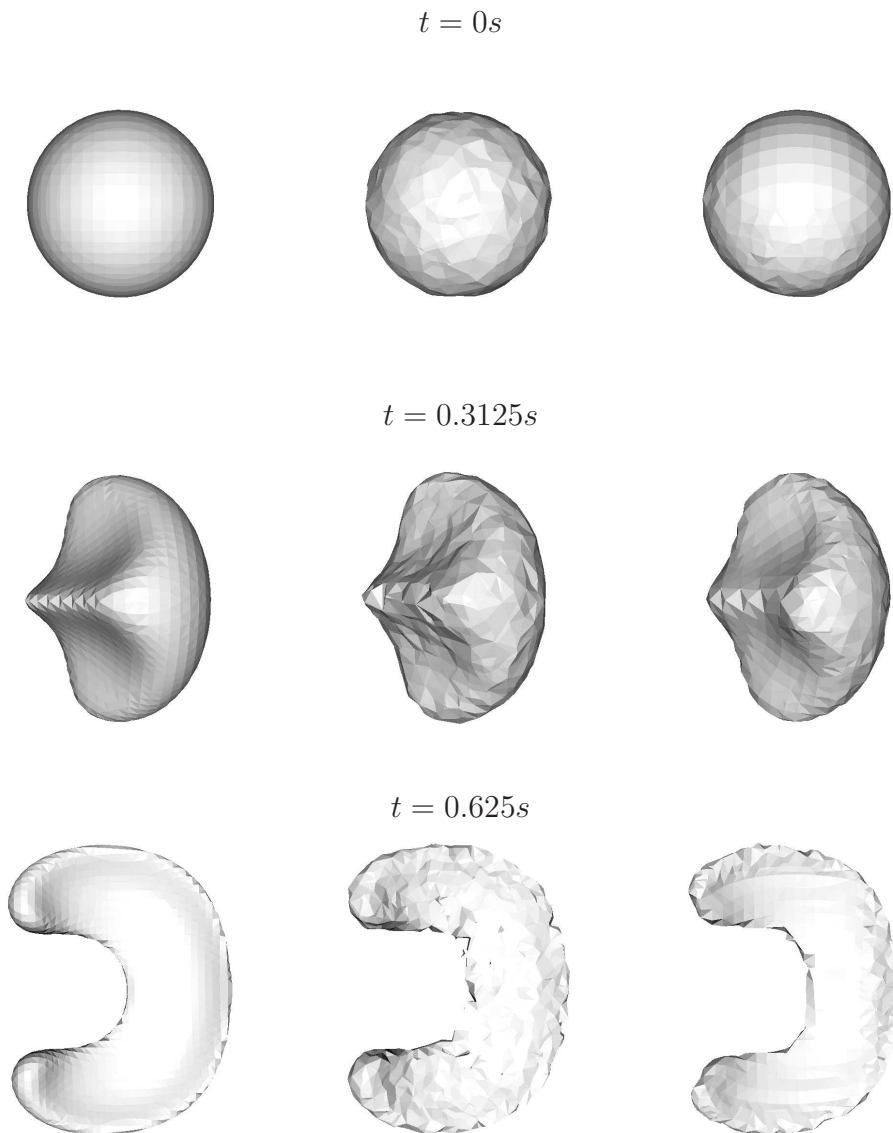 t = 0s
t = 0.3125s
t = 0.625s